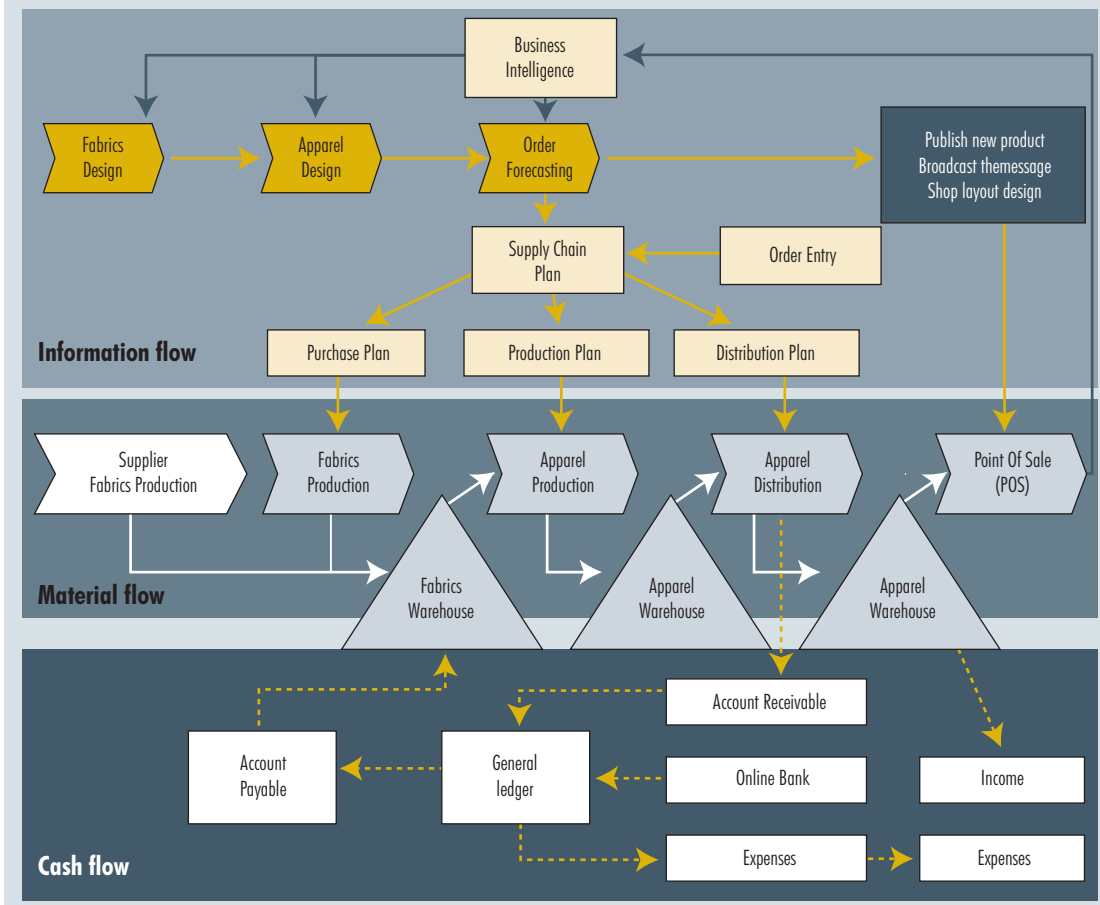 Business
Intelligence
Fabrics
Design
Apparel
Design
Order
Forecasting
Publish new product
Broadcast themessage
Shop layout design
Supply Chain
Plan
Order Entry
Information flow
Purchase Plan
Production Plan
Distribution Plan
Supplier
Fabrics Production
Fabrics
Production
Apparel
Production
Apparel
Distribution
Point Of Sale
(POS)
Material flow
Fabrics
Warehouse
Apparel
Warehouse
Apparel
Warehouse
Account Receivable
Account
Payable
General
ledger
Online Bank
Income
Expenses
Expenses
Cash flow